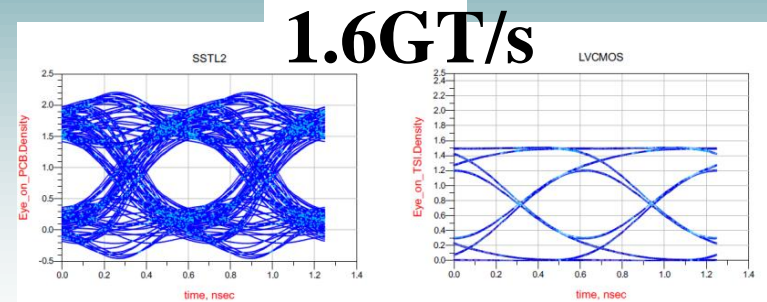 1.6GT/s
SSTL2
Eye_on_PCB.Density
2.5
2.0
1.5
1.0
0.5
0.0
-0.5
0.0 0.2 0.4 0.6 0.8 1.0 1.2 1.4
time, nsec
LVCMOS
Eye_on_TSI.Density
2.5
2.4
2.2
2.0
1.8
1.6
1.4
1.2
1.0
0.8
0.6
0.4
0.2
0.0
0.0 0.2 0.4 0.6 0.8 1.0 1.2 1.4
time, nsec